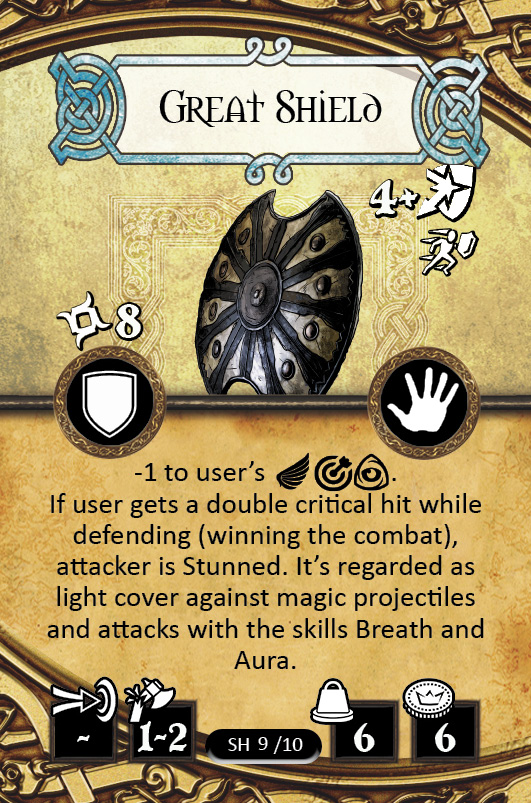 Great Shield
4+
8
-1 to user's .
If user gets a double critical hit while
defending (winning the combat),
attacker is Stunned. It's regarded as
light cover against magic projectiles
and attacks with the skills Breath and
Aura.
- 1-2 SH 9 /10 6 6